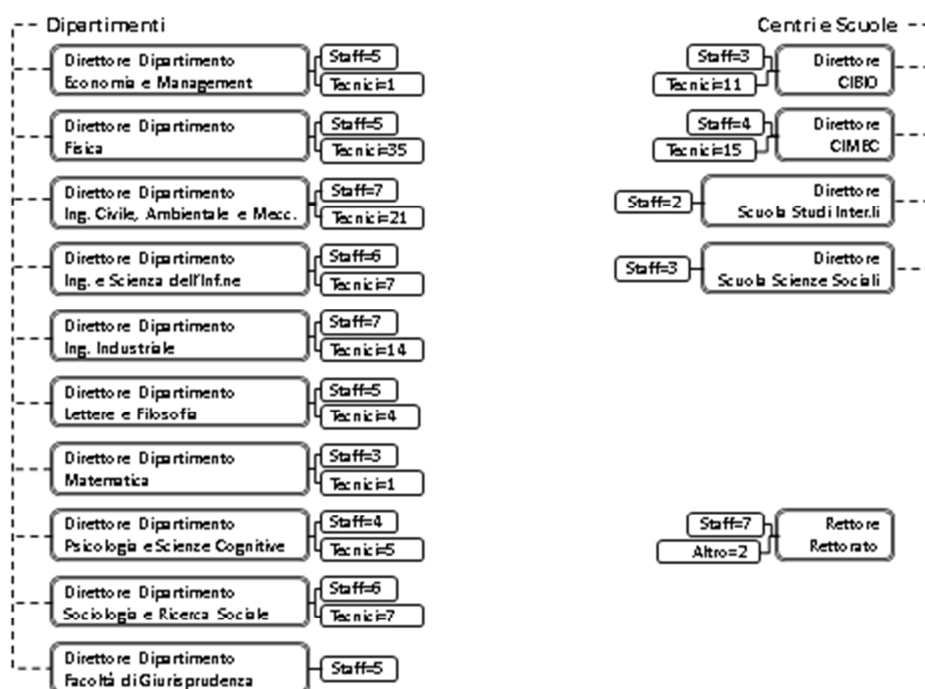 Dipartimenti
Direttore Dipartimento
Economia e Management
Staff=5
Tecnici=1
Direttore Dipartimento
Fisica
Staff=5
Tecnici=35
Direttore Dipartimento
Ing. Civile, Ambientale e Mecc.
Staff=7
Tecnici=21
Direttore Dipartimento
Ing. e Scienza dell'Inf.ne
Staff=6
Tecnici=7
Direttore Dipartimento
Ing. Industriale
Staff=7
Tecnici=14
Direttore Dipartimento
Lettere e Filosofia
Staff=5
Tecnici=4
Direttore Dipartimento
Matematica
Staff=3
Tecnici=1
Direttore Dipartimento
Psicologia e Scienze Cognitive
Staff=4
Tecnici=5
Direttore Dipartimento
Sociologia e Ricerca Sociale
Staff=6
Tecnici=7
Direttore Dipartimento
Facoltà di Giurisprudenza
Staff=5
Centri e Scuole
Staff=3
Tecnici=11
Direttore
CIBIO
Staff=4
Tecnici=15
Direttore
CIMEC
Staff=2
Direttore
Scuola Studi Inter.li
Staff=3
Direttore
Scuola Scienze Sociali
Staff=7
Altro=2
Rettore
Rettorato